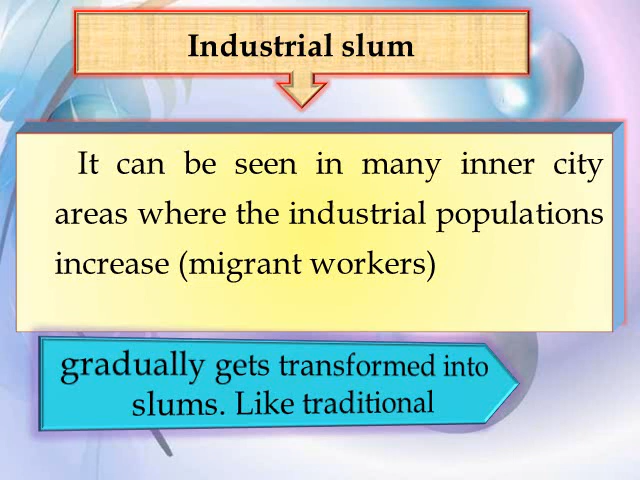 Industrial slum
It can be seen in many inner city
areas where the industrial populations
increase (migrant workers)
gradually gets transformed into
slums. Like traditional